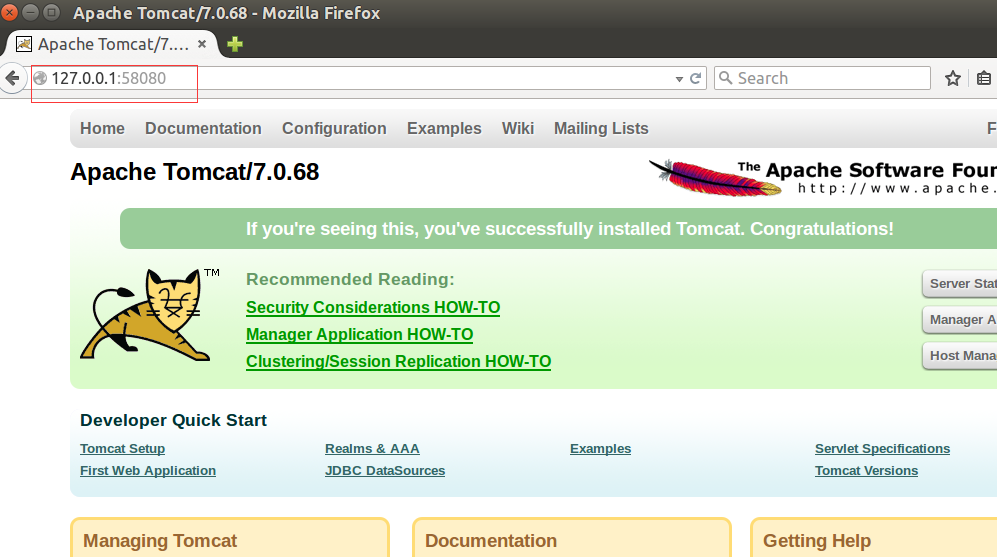 Apache Tomcat/7.0.68 - Mozilla Firefox
Apache Tomcat/7....
127.0.0.1:58080
Search
Home Documentation Configuration Examples Wiki Mailing Lists F
Apache Tomcat/7.0.68
The Apache Software Foun
http://www.apache.
If you're seeing this, you've successfully installed Tomcat. Congratulations!
TM
Recommended Reading:
Security Considerations HOW-TO
Manager Application HOW-TO
Clustering/Session Replication HOW-TO
Server Stat
Manager A
Host Mana
Developer Quick Start
Tomcat Setup Realms & AAA Examples Servlet Specifications
First Web Application JDBC DataSources Tomcat Versions
Managing Tomcat Documentation Getting Help